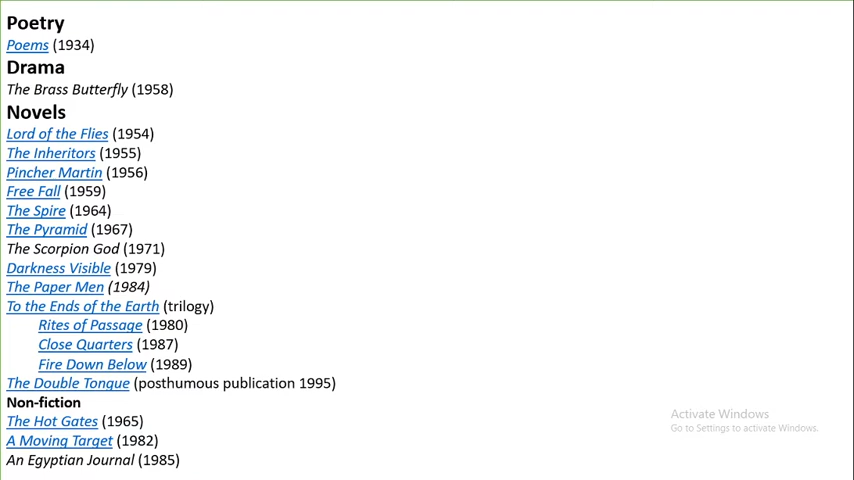 Poetry
Poems (1934)
Drama
The Brass Butterfly (1958)
Novels
Lord of the Flies (1954)
The Inheritors (1955)
Pincher Martin (1956)
Free Fall (1959)
The Spire (1964)
The Pyramid (1967)
The Scorpion God (1971)
Darkness Visible (1979)
The Paper Men (1984)
To the Ends of the Earth (trilogy)
Rites of Passage (1980)
Close Quarters (1987)
Fire Down Below (1989)
The Double Tongue (posthumous publication 1995)
Non-fiction
The Hot Gates (1965)
A Moving Target (1982)
An Egyptian Journal (1985)
Activate Windows
Go to Settings to activate Windows.